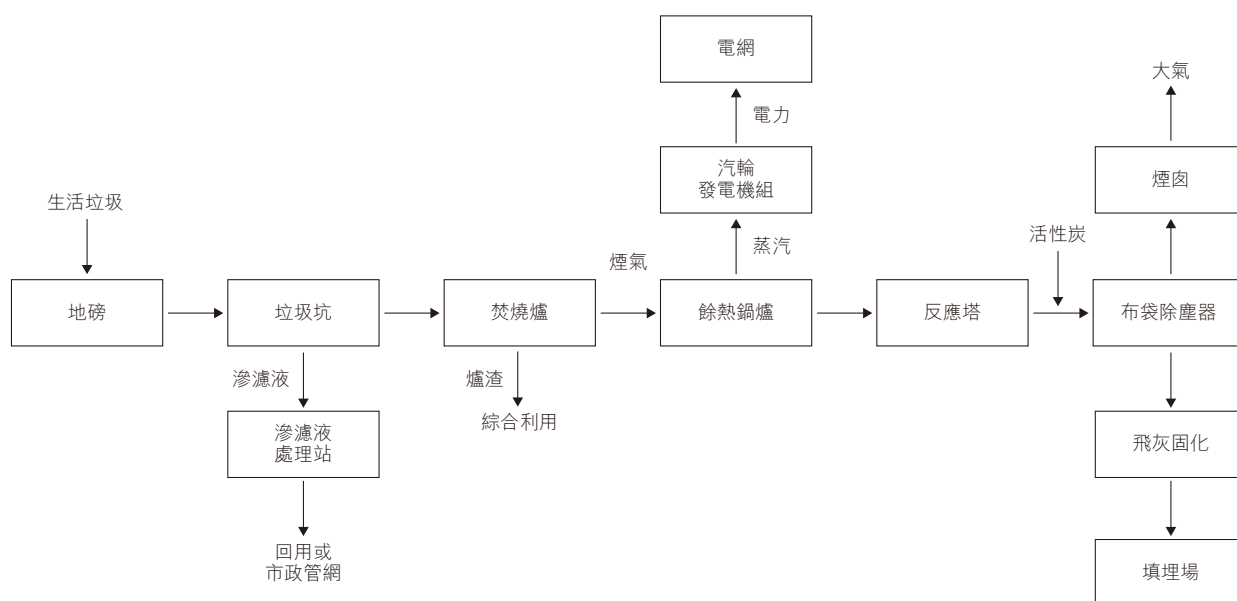 電網
大氣
電力
汽輪
發電機組
煙囪
生活垃圾
蒸汽
活性炭
煙氣
地磅
垃圾坑
焚燒爐
餘熱鍋爐
反應塔
布袋除塵器
滲濾液
爐渣
綜合利用
滲濾液
處理站
飛灰固化
回用或
市政管網
填埋場